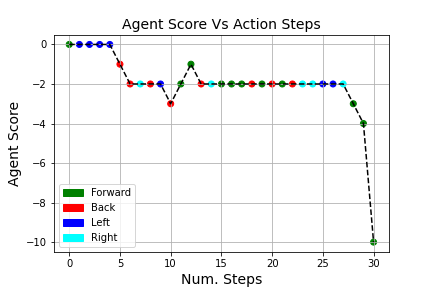 Agent Score Vs Action Steps
Agent Score
0
−2
−4
−6
−8
−10
Forward
Back
Left
Right
0 5 10 15 20 25 30
Num. Steps